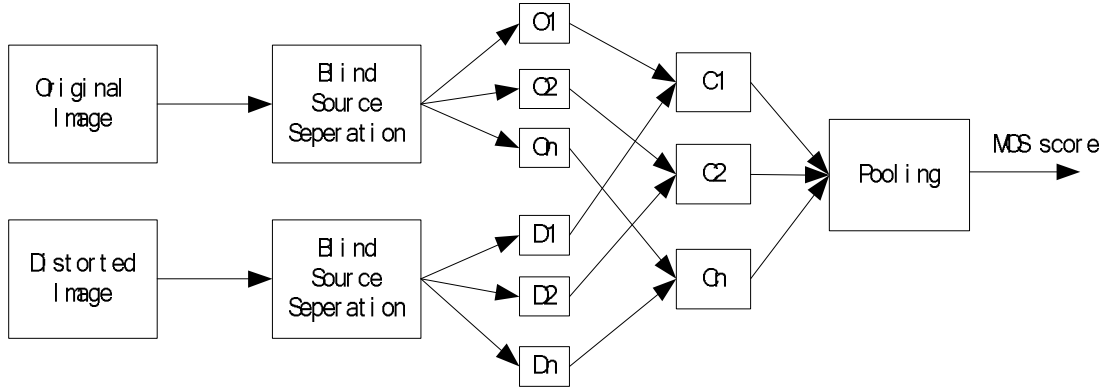 Original
Image
Blind
Source
Seperation
O1
O2
On
C1
C2
Cn
Pooling
MOS score
Distorted
Image
Blind
Source
Seperation
D1
D2
Dn